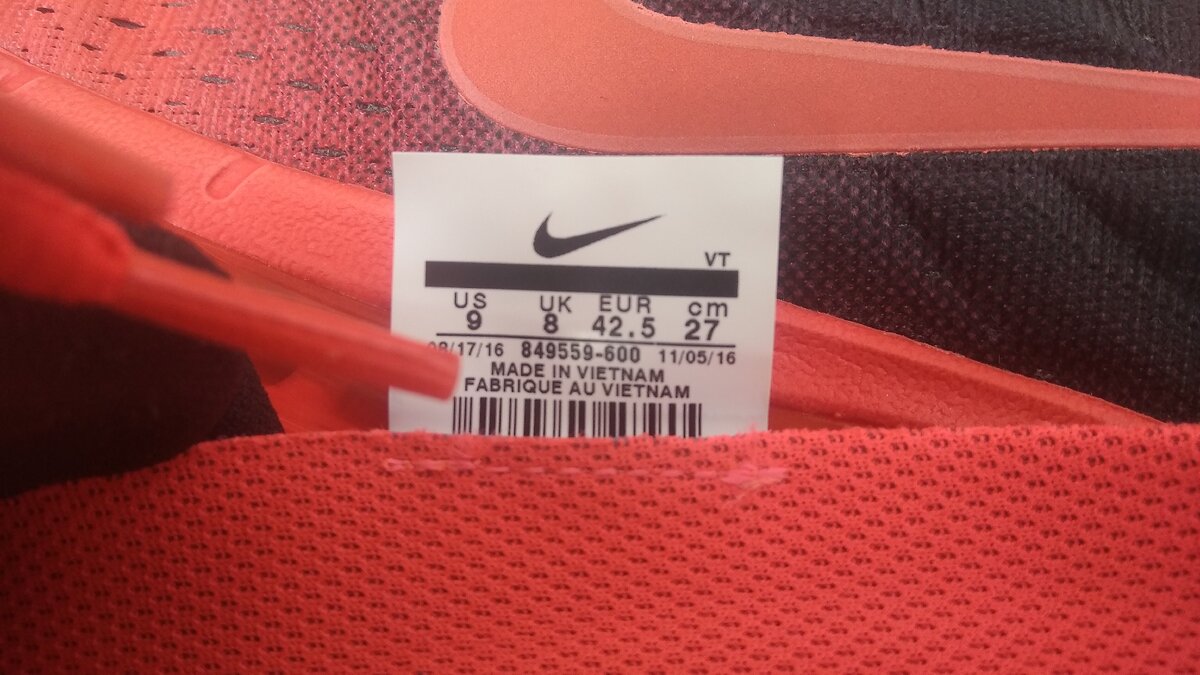 VT
US UK EUR cm
9 8 42.5 27
/17/16 849559-600 11/05/16
MADE IN VIETNAM
FABRIQUE AU VIETNAM